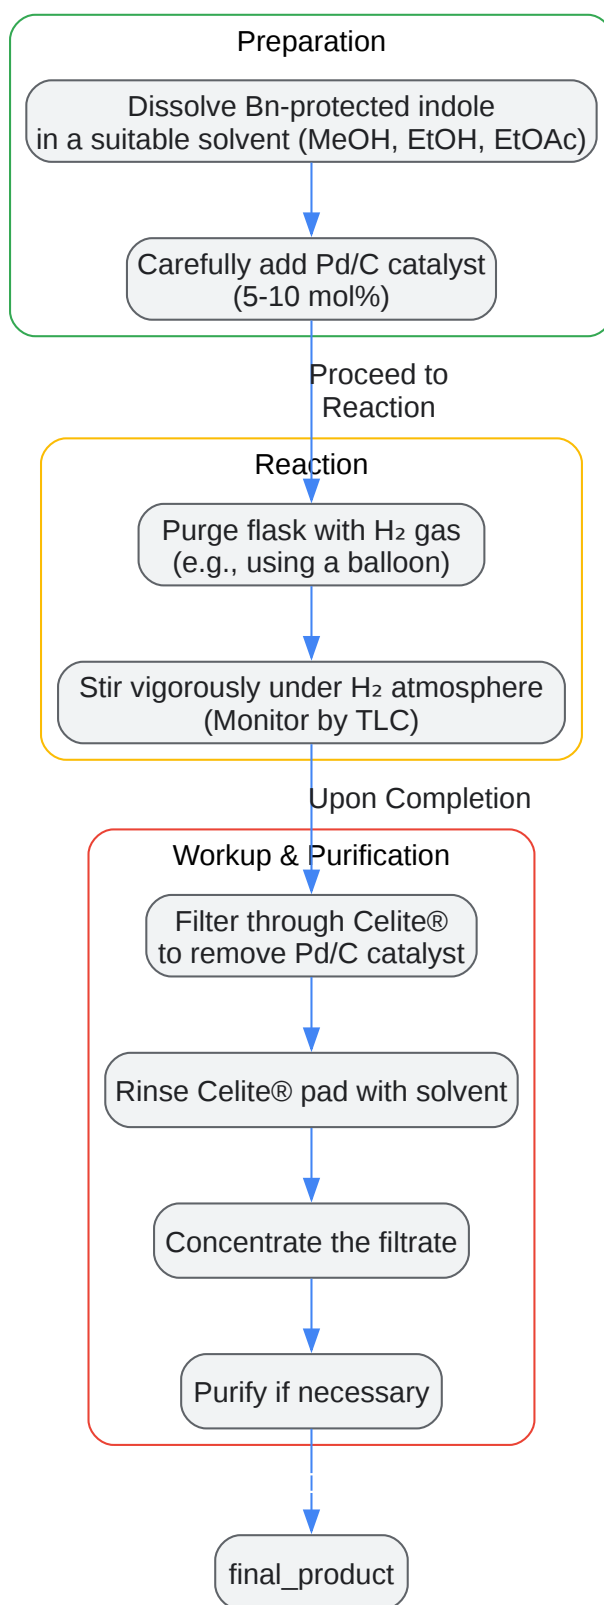 Preparation
Dissolve Bn-protected indole
in a suitable solvent (MeOH, EtOH, EtOAc)
Carefully add Pd/C catalyst
(5-10 mol%)
Proceed to
Reaction
Reaction
Purge flask with H₂ gas
(e.g., using a balloon)
Stir vigorously under H₂ atmosphere
(Monitor by TLC)
Upon Completion
Workup & Purification
Filter through Celite®
to remove Pd/C catalyst
Rinse Celite® pad with solvent
Concentrate the filtrate
Purify if necessary
final_product